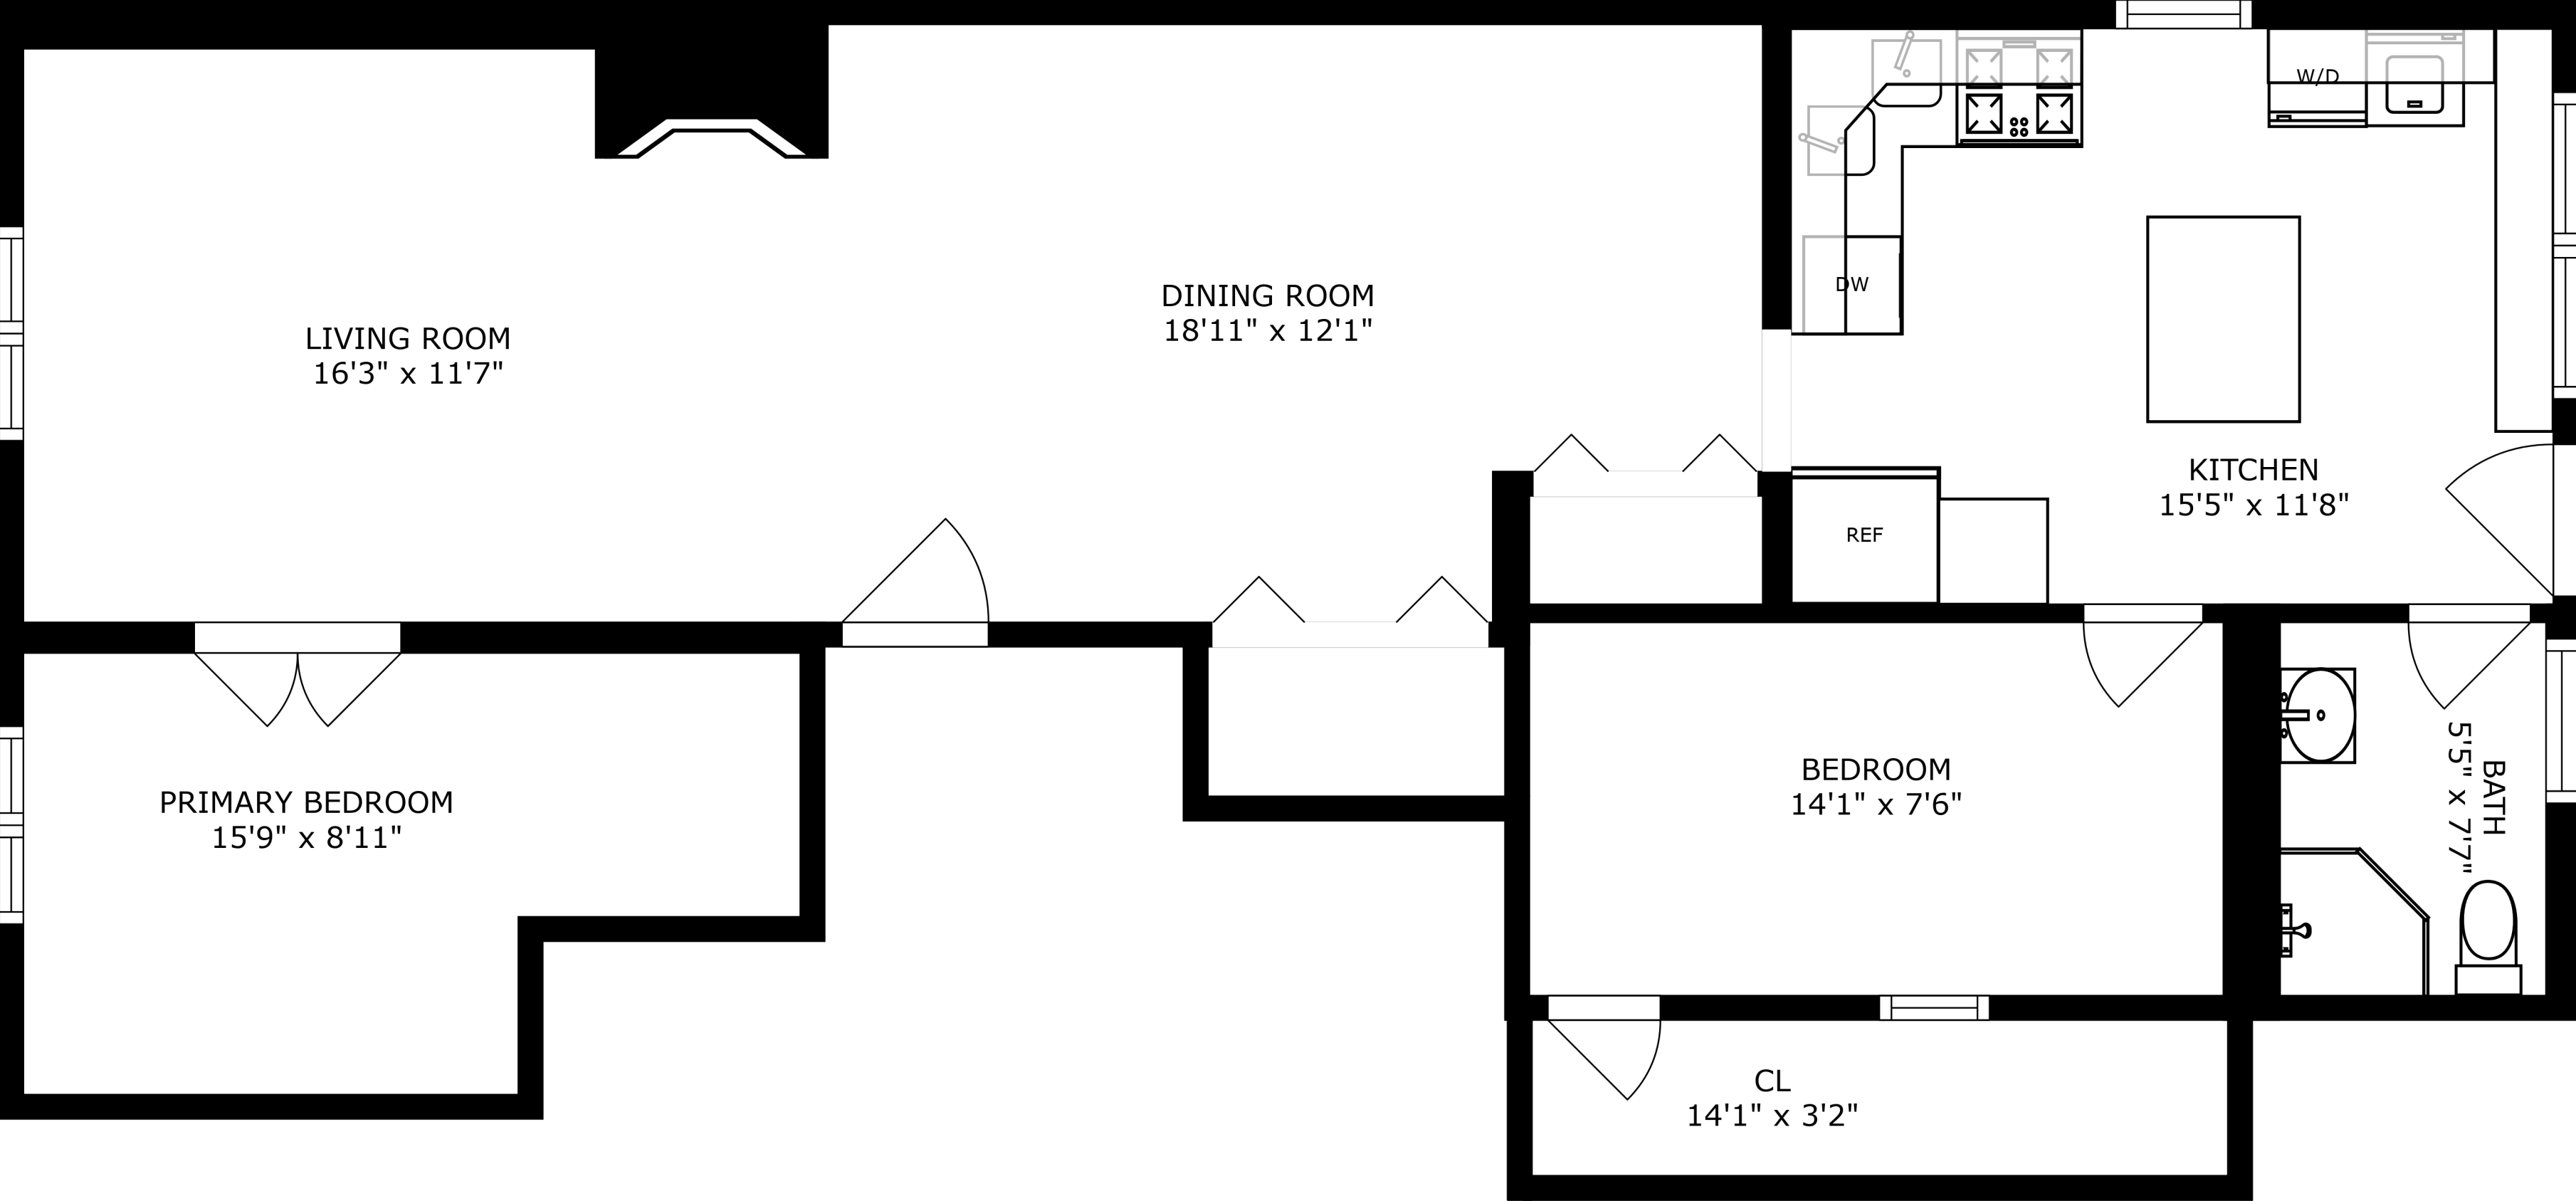 W/D
DW
LIVING ROOM
16'3" x 11'7"
DINING ROOM
18'11" x 12'1"
KITCHEN
15'5" x 11'8"
REF
PRIMARY BEDROOM
15'9" x 8'11"
BEDROOM
14'1" x 7'6"
BATH
5'5" x 7'7"
CL
14'1" x 3'2"